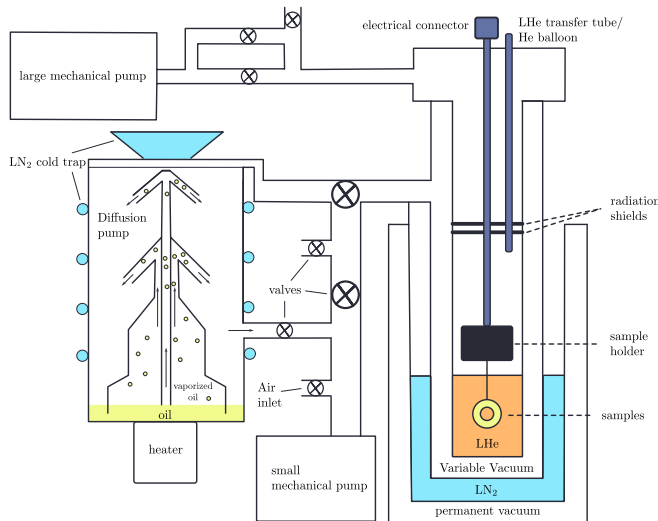 electrical connector
LHe transfer tube/
He balloon
large mechanical pump
LN2 cold trap
Diffusion
pump
radiation
shields
valves
sample
holder
Air
inlet
vaporized
oil
oil
samples
heater
LHe
small
mechanical pump
Variable Vacuum
LN2
permanent vacuum